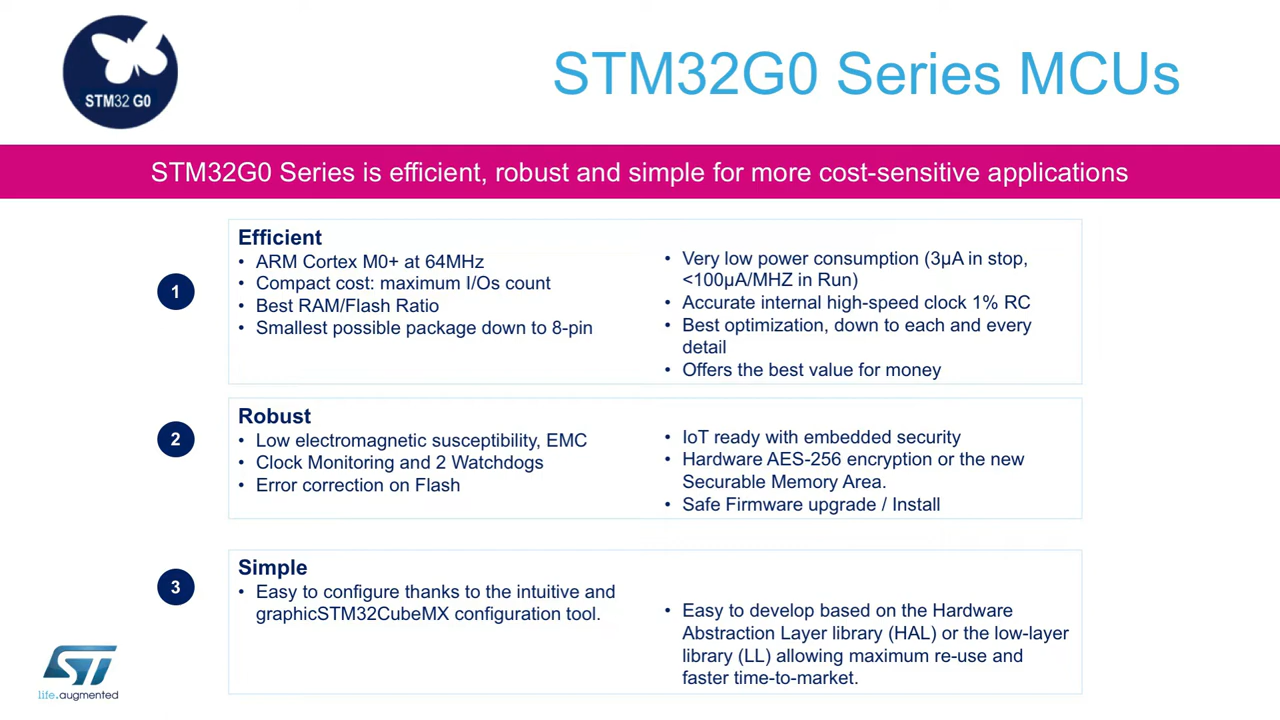 STM32 G0
STM32G0 Series MCUs
STM32G0 Series is efficient, robust and simple for more cost-sensitive applications
1
Efficient
• ARM Cortex M0+ at 64MHz
• Compact cost: maximum I/Os count
• Best RAM/Flash Ratio
• Smallest possible package down to 8-pin
• Very low power consumption (3µA in stop,
<100µA/MHZ in Run)
• Accurate internal high-speed clock 1% RC
• Best optimization, down to each and every
detail
• Offers the best value for money
2
Robust
• Low electromagnetic susceptibility, EMC
• Clock Monitoring and 2 Watchdogs
• Error correction on Flash
• IoT ready with embedded security
• Hardware AES-256 encryption or the new
Securable Memory Area.
• Safe Firmware upgrade / Install
3
Simple
• Easy to configure thanks to the intuitive and
graphicSTM32CubeMX configuration tool.
• Easy to develop based on the Hardware
Abstraction Layer library (HAL) or the low-layer
library (LL) allowing maximum re-use and
faster time-to-market.
ST
life.augmented